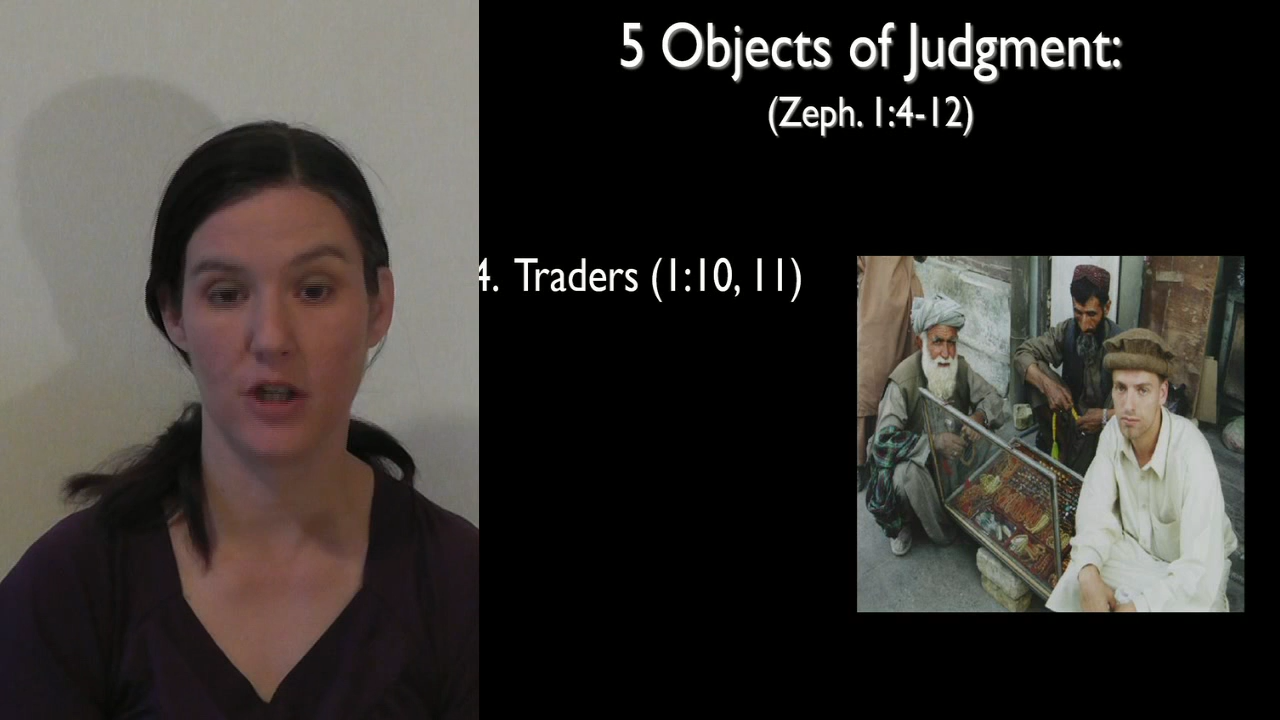 5 Objects of Judgment:
(Zeph. 1:4-12)
4. Traders (1:10, 11)